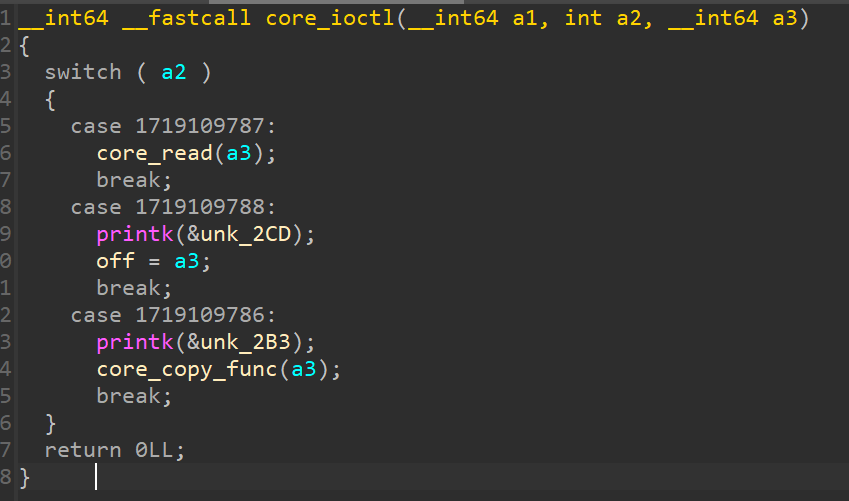 1 __int64 __fastcall core_ioctl(__int64 a1, int a2, __int64 a3)
2 {
3   switch ( a2 )
4   {
5     case 1719109787:
6       core_read(a3);
7       break;
8     case 1719109788:
9       printk(&unk_2CD);
0       off = a3;
1       break;
2     case 1719109786:
3       printk(&unk_2B3);
4       core_copy_func(a3);
5       break;
6   }
7   return 0LL;
8 }